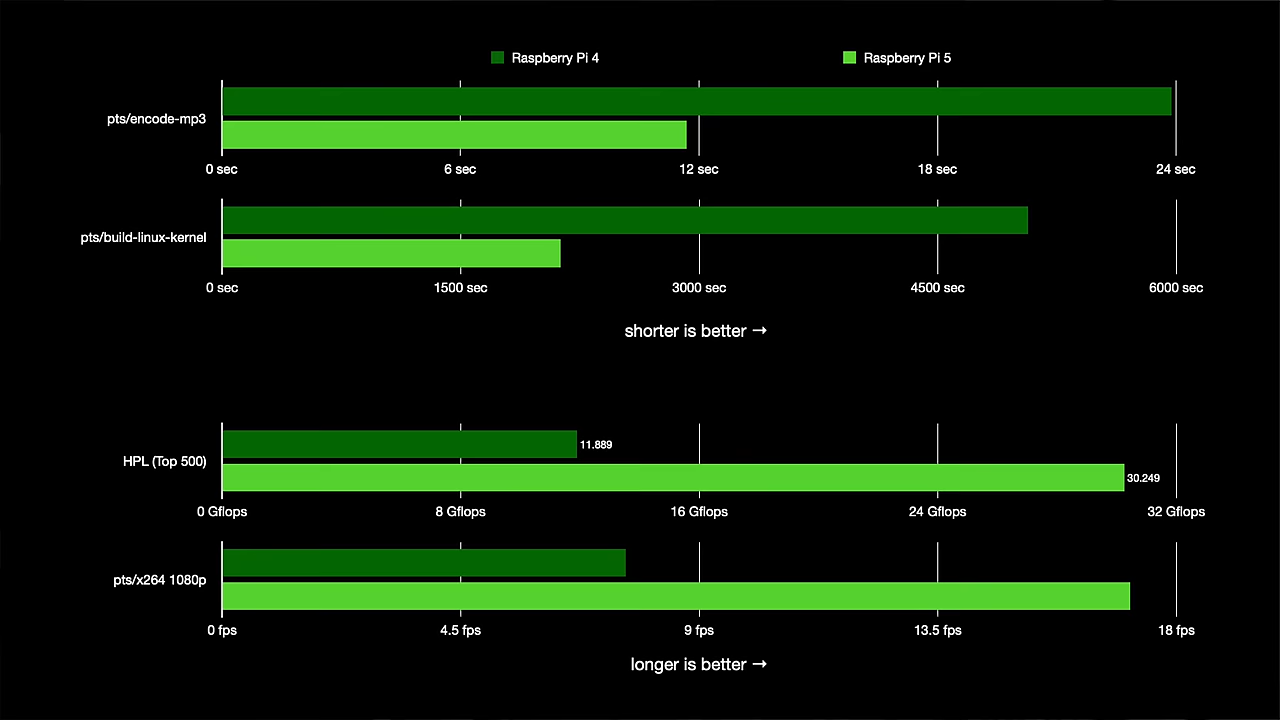 Raspberry Pi 4 Raspberry Pi 5
pts/encode-mp3
0 sec 6 sec 12 sec 18 sec 24 sec
pts/build-linux-kernel
0 sec 1500 sec 3000 sec 4500 sec 6000 sec
shorter is better →
11.889
HPL (Top 500)
30.249
0 Gflops 8 Gflops 16 Gflops 24 Gflops 32 Gflops
pts/x264 1080p
0 fps 4.5 fps 9 fps 13.5 fps 18 fps
longer is better →